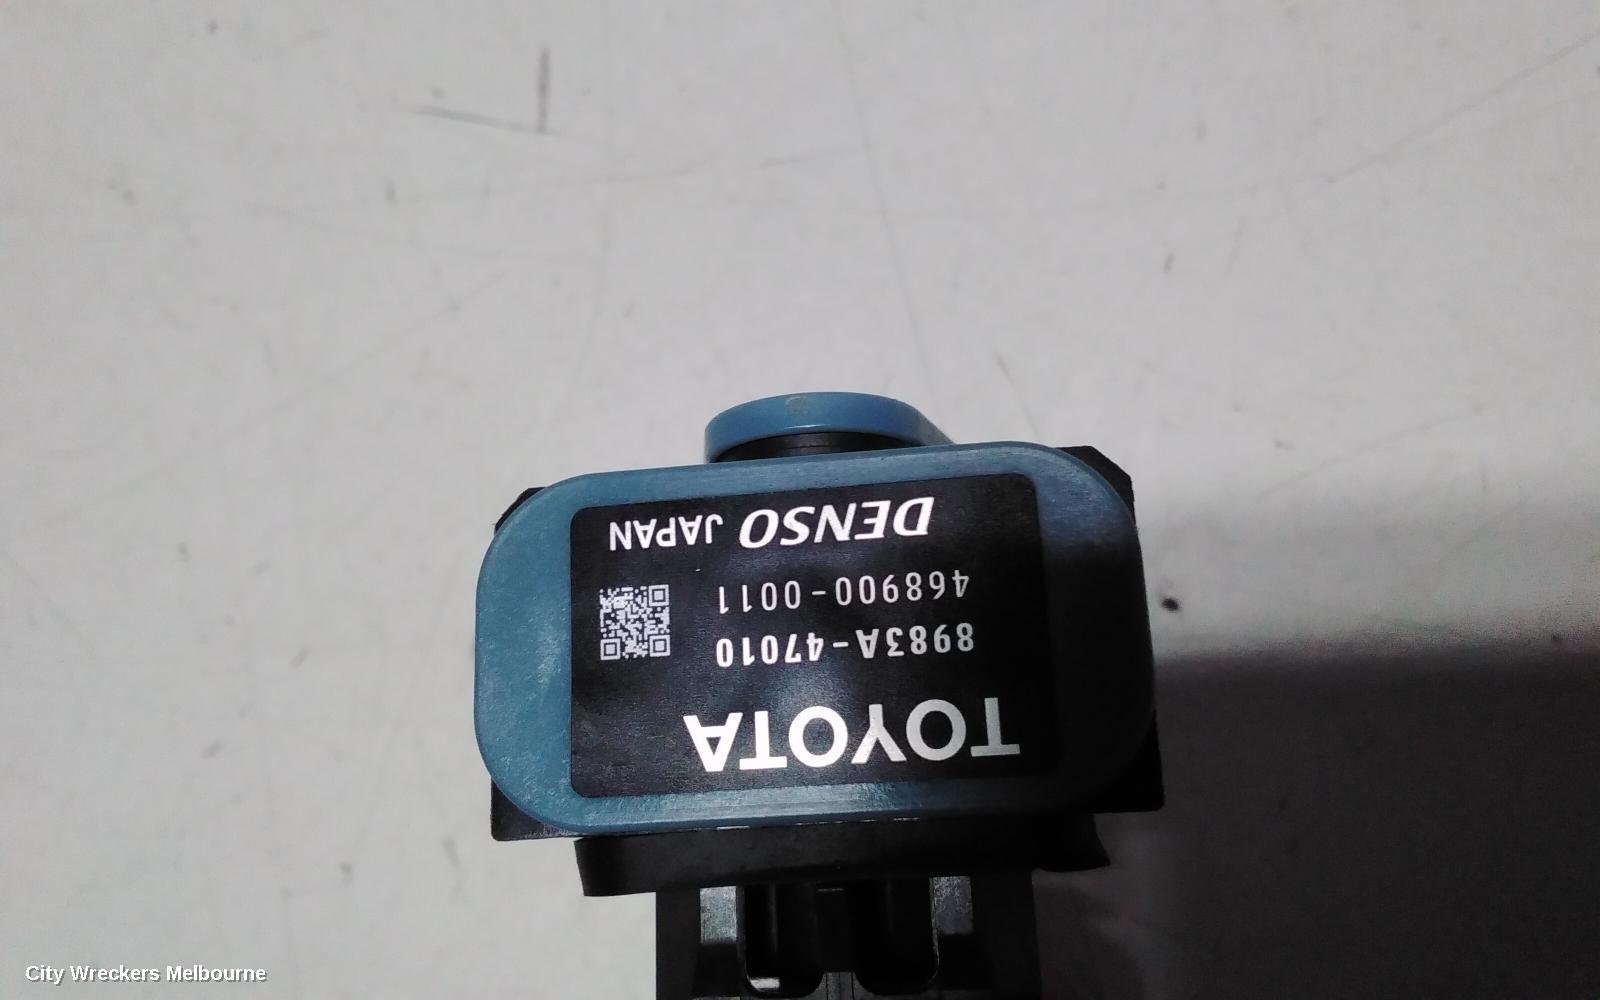 TOYOTA
8983A-47010
468900-0011
DENSO JAPAN
City Wreckers Melbourne